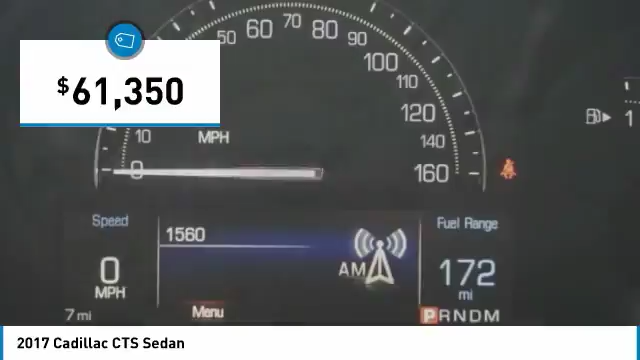 $61,350
50 60 70 80 90
100
110
120
10 MPH 140
0 160
1
Speed 1560 Fuel Range
0 AM 172
MPH mi
7 mi Menu PRNDM
2017 Cadillac CTS Sedan